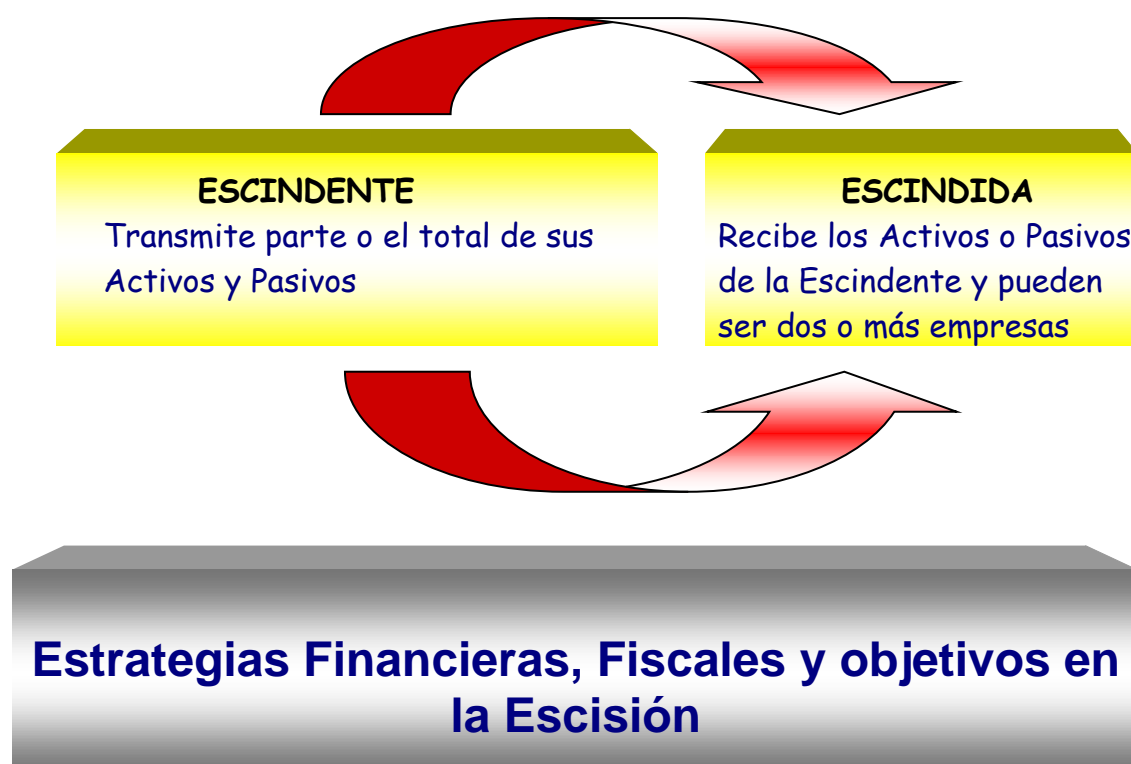 ESCINDENTE
Transmite parte o el total de sus
Activos y Pasivos
ESCINDIDA
Recibe los Activos o Pasivos
de la Escindente y pueden
ser dos o más empresas
Estrategias Financieras, Fiscales y objetivos en
la Escisión